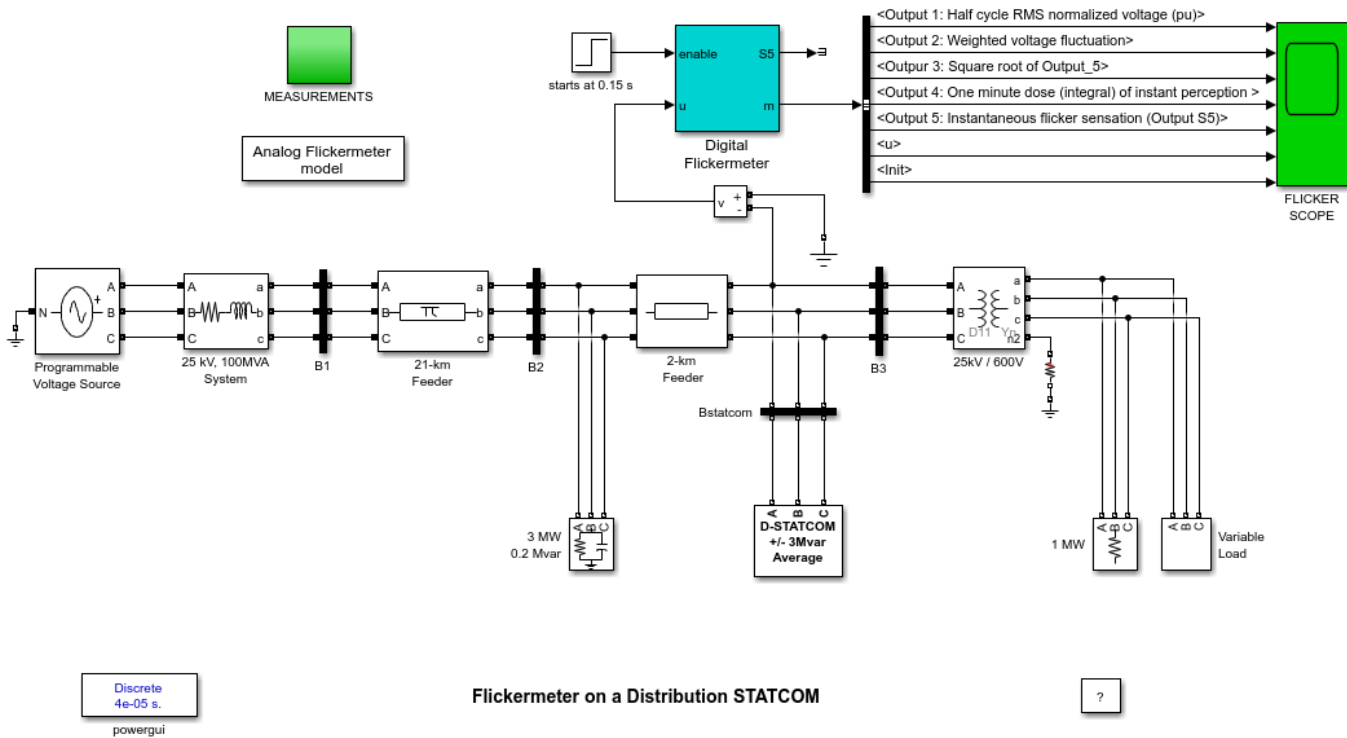 MEASUREMENTS
Analog Flickermeter
model
starts at 0.15 s
enable
S5
u
m
Digital
Flickermeter
<Output 1: Half cycle RMS normalized voltage (pu)>
<Output 2: Weighted voltage fluctuation>
<Outpur 3: Square root of Output_5>
<Output 4: One minute dose (integral) of instant perception >
<Output 5: Instantaneous flicker sensation (Output S5)>
<u>
<Init>
FLICKER
SCOPE
v
+
-
N
+
A
B
C
Programmable
Voltage Source
A
B
C
a
b
c
25 kV, 100MVA
System
B1
A
B
C
a
b
c
21-km
Feeder
B2
2-km
Feeder
B3
A
B
C
a
b
c
n2
D11 Yn
25kV / 600V
Bstatcom
A
B
C
3 MW
0.2 Mvar
A
B
C
D-STATCOM
+/- 3Mvar
Average
1 MW
A
B
C
A
B
C
Variable
Load
Discrete
4e-05 s.
powergui
Flickermeter on a Distribution STATCOM
?